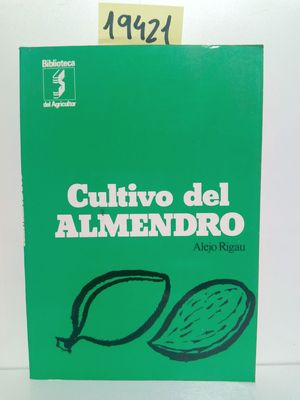 19421
Biblioteca
del Agricultor
Cultivo del
ALMENDRO
Alejo Rigau